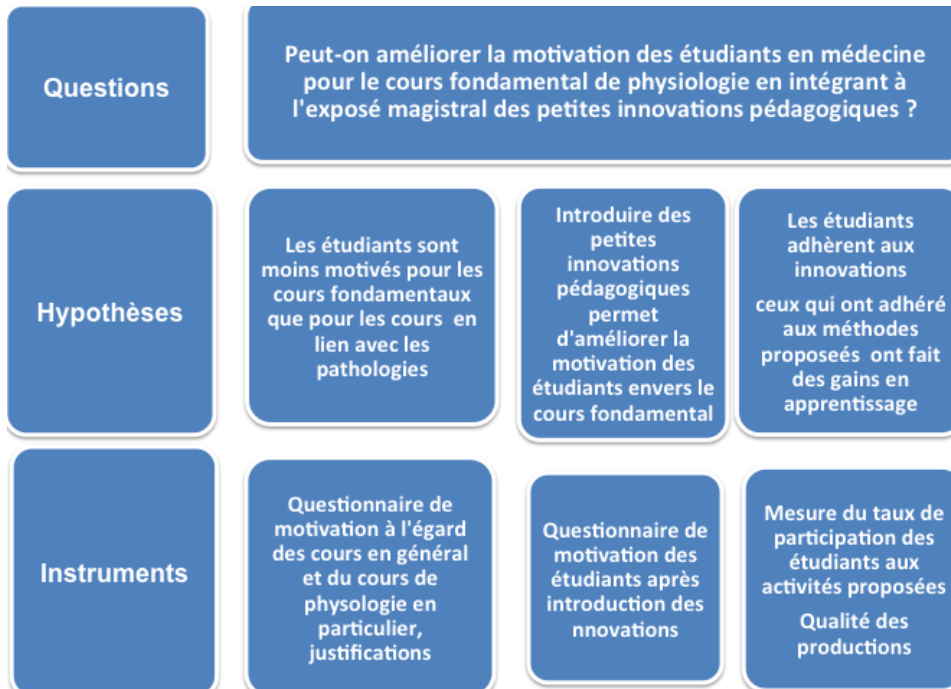 Questions
Peut-on améliorer la motivation des étudiants en médecine
pour le cours fondamental de physiologie en intégrant à
l'exposé magistral des petites innovations pédagogiques ?
Hypothèses
Les étudiants sont
moins motivés pour les
cours fondamentaux
que pour les cours en
lien avec les
pathologies
Introduire des
petites
innovations
pédagogiques
permet
d'améliorer la
motivation des
étudiants envers le
cours fondamental
Les étudiants
adhèrent aux
innovations
ceux qui ont adhéré
aux méthodes
proposeés ont fait
des gains en
apprentissage
Instruments
Questionnaire de
motivation à l'égard
des cours en général
et du cours de
physologie en
particulier,
justifications
Questionnaire de
motivation des
étudiants après
introduction des
nnovations
Mesure du taux de
participation des
étudiants aux
activités proposées
Qualité des
productions